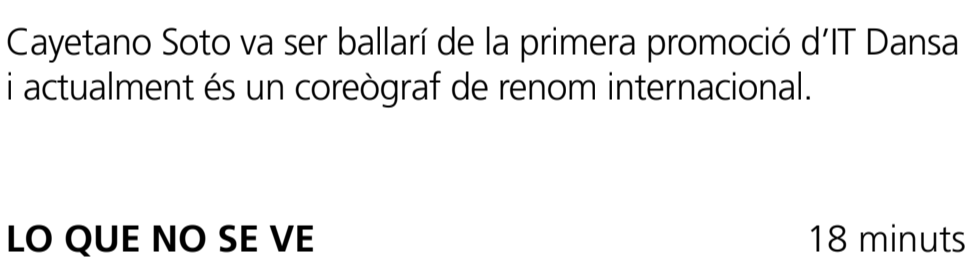 Cayetano Soto va ser ballarí de la primera promoció d’IT Dansa
i actualment és un coreògraf de renom internacional.
LO QUE NO SE VE 18 minuts